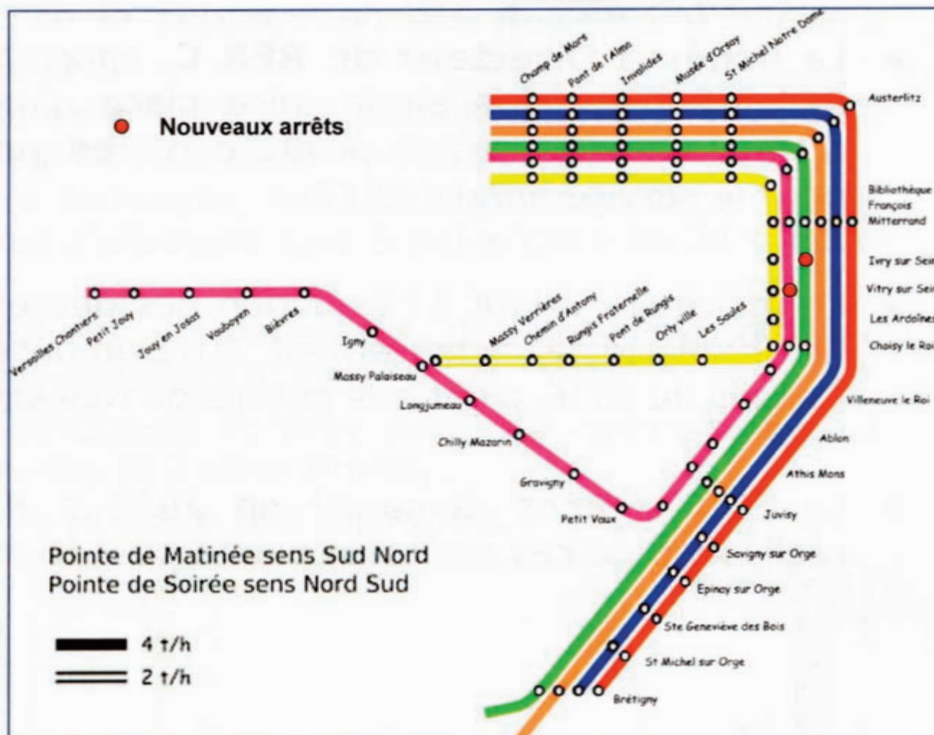 Champ de Mars
Pont de l'Alma
Invalides
Musée d'Orsay
St Michel Notre Dame
Austerlitz
Nouveaux arrêts
Bibliothèque
François
Mitterrand
Ivry sur Sein
Vitry sur Sein
Les Ardoines
Choisy le Roi
Versailles Chantiers
Petit Jouy
Jouy en Josas
Vauboyen
Bièvres
Igny
Massy Palaiseau
Massy Verrières
Chemin d'Antony
Rungis Fraternelle
Pont de Rungis
Orly Ville
Les Saules
Villeneuve le Roi
Longjumeau
Ablon
Chilly Mazarin
Athis Mons
Gravigny
Juvisy
Petit Vaux
Savigny sur Orge
Epinay sur Orge
Ste Geneviève des Bois
St Michel sur Orge
Brétigny
Pointe de Matinée sens Sud Nord
Pointe de Soirée sens Nord Sud
4 t/h
2 t/h